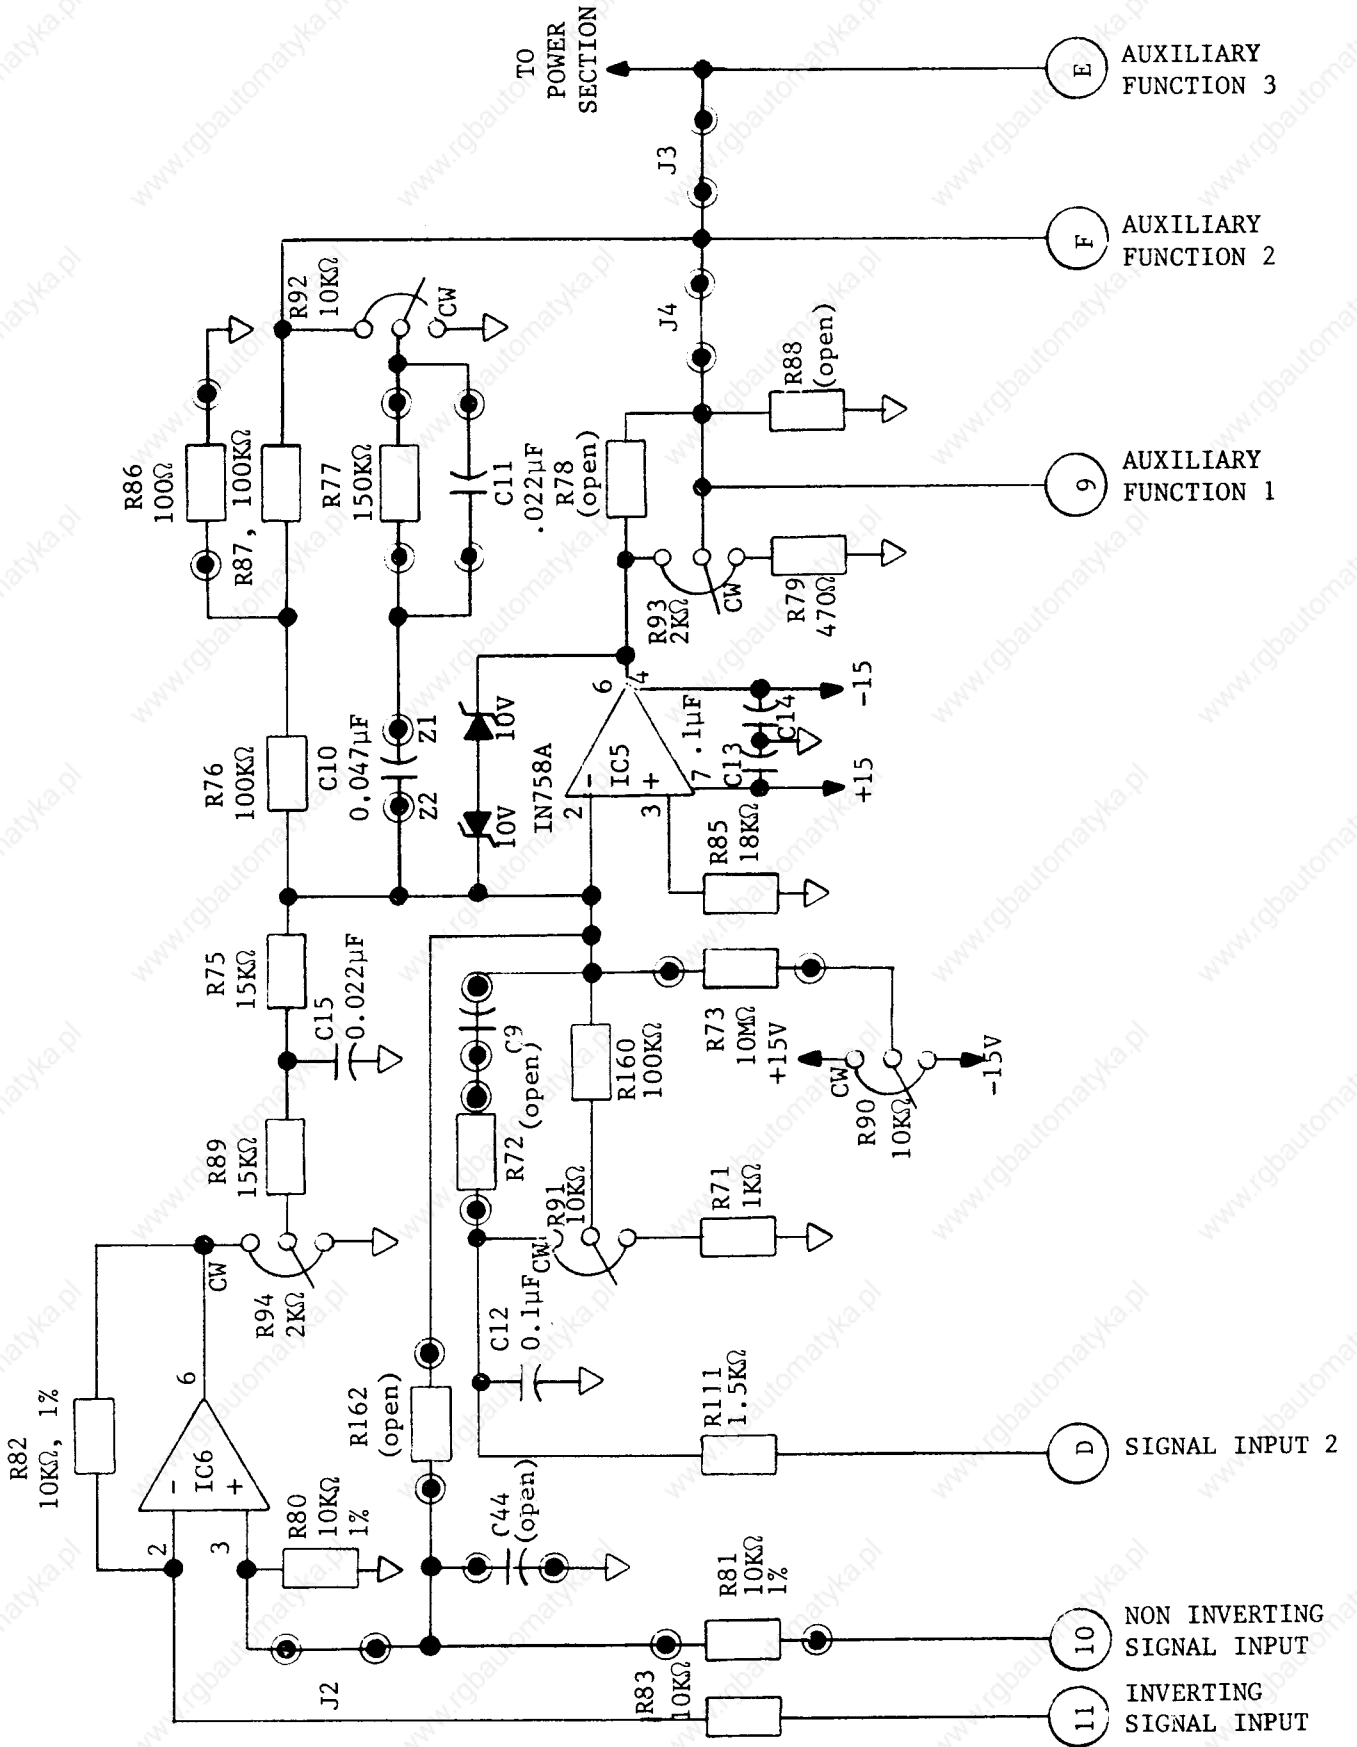 TO
POWER
SECTION
E
AUXILIARY
FUNCTION 3
J3
F
AUXILIARY
FUNCTION 2
R92
10KΩ
CW
J4
R88
(open)
R86
100Ω
R87, 100KΩ
R77
150KΩ
C11
.022µF
R78
(open)
9
AUXILIARY
FUNCTION 1
R93
2KΩ
CW
R79
470Ω
R76
100KΩ
C10
0.047µF
Z2
Z1
10V
10V
IN758A
6
4
2
-
IC5
3
+
7
.1µF
C13
C14
-15
+15
R85
18KΩ
R75
15KΩ
C15
0.022µF
C9
(open)
R72
R160
100KΩ
R73
10MΩ
+15V
CW
R90
10KΩ
-15V
R89
15KΩ
CW
R94
2KΩ
R91
10KΩ
CW
R71
1KΩ
C12
0.1µF
R82
10KΩ, 1%
6
-
IC6
+
2
3
R80
10KΩ
1%
R162
(open)
C44
(open)
R111
1.5KΩ
D
SIGNAL INPUT 2
J2
R81
10KΩ
1%
R83
10KΩ
10
NON INVERTING
SIGNAL INPUT
11
INVERTING
SIGNAL INPUT
www.rgbautomatyka.pl